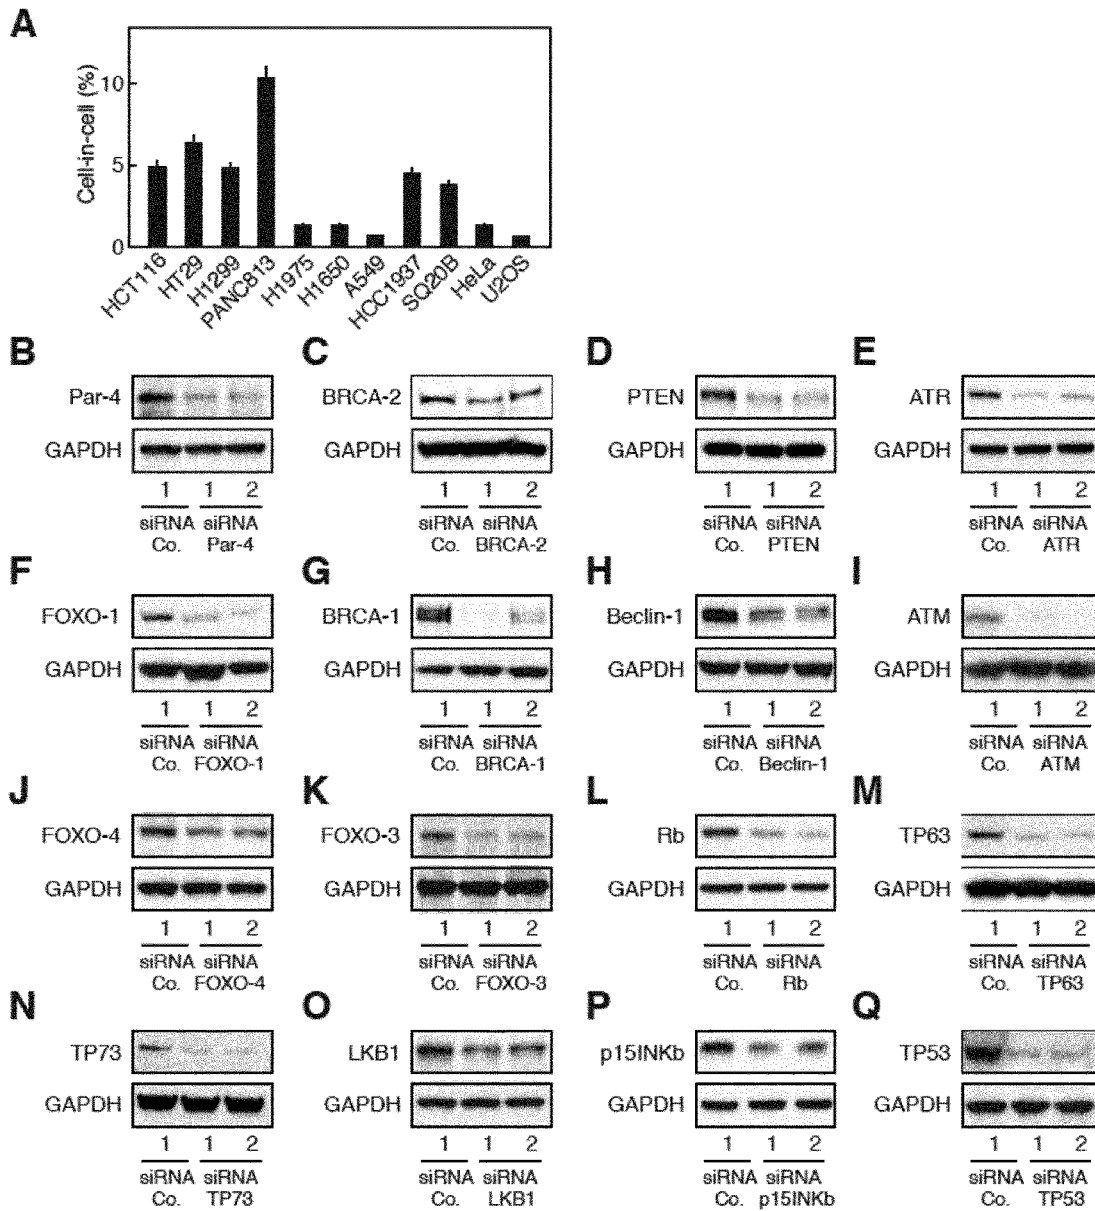 A
Cell-in-cell (%)
10
5
0
HCT116
HT29
H1299
PANC813
H1975
H1650
A549
HCC1937
SQ20B
HeLa
U2OS
B
Par-4
GAPDH
1 1 2
siRNA siRNA
Co. Par-4
C
BRCA-2
GAPDH
1 1 2
siRNA siRNA
Co. BRCA-2
D
PTEN
GAPDH
1 1 2
siRNA siRNA
Co. PTEN
E
ATR
GAPDH
1 1 2
siRNA siRNA
Co. ATR
F
FOXO-1
GAPDH
1 1 2
siRNA siRNA
Co. FOXO-1
G
BRCA-1
GAPDH
1 1 2
siRNA siRNA
Co. BRCA-1
H
Beclin-1
GAPDH
1 1 2
siRNA siRNA
Co. Beclin-1
I
ATM
GAPDH
1 1 2
siRNA siRNA
Co. ATM
J
FOXO-4
GAPDH
1 1 2
siRNA siRNA
Co. FOXO-4
K
FOXO-3
GAPDH
1 1 2
siRNA siRNA
Co. FOXO-3
L
Rb
GAPDH
1 1 2
siRNA siRNA
Co. Rb
M
TP63
GAPDH
1 1 2
siRNA siRNA
Co. TP63
N
TP73
GAPDH
1 1 2
siRNA siRNA
Co. TP73
O
LKB1
GAPDH
1 1 2
siRNA siRNA
Co. LKB1
P
p15INKb
GAPDH
1 1 2
siRNA siRNA
Co. p15INKb
Q
TP53
GAPDH
1 1 2
siRNA siRNA
Co. TP53